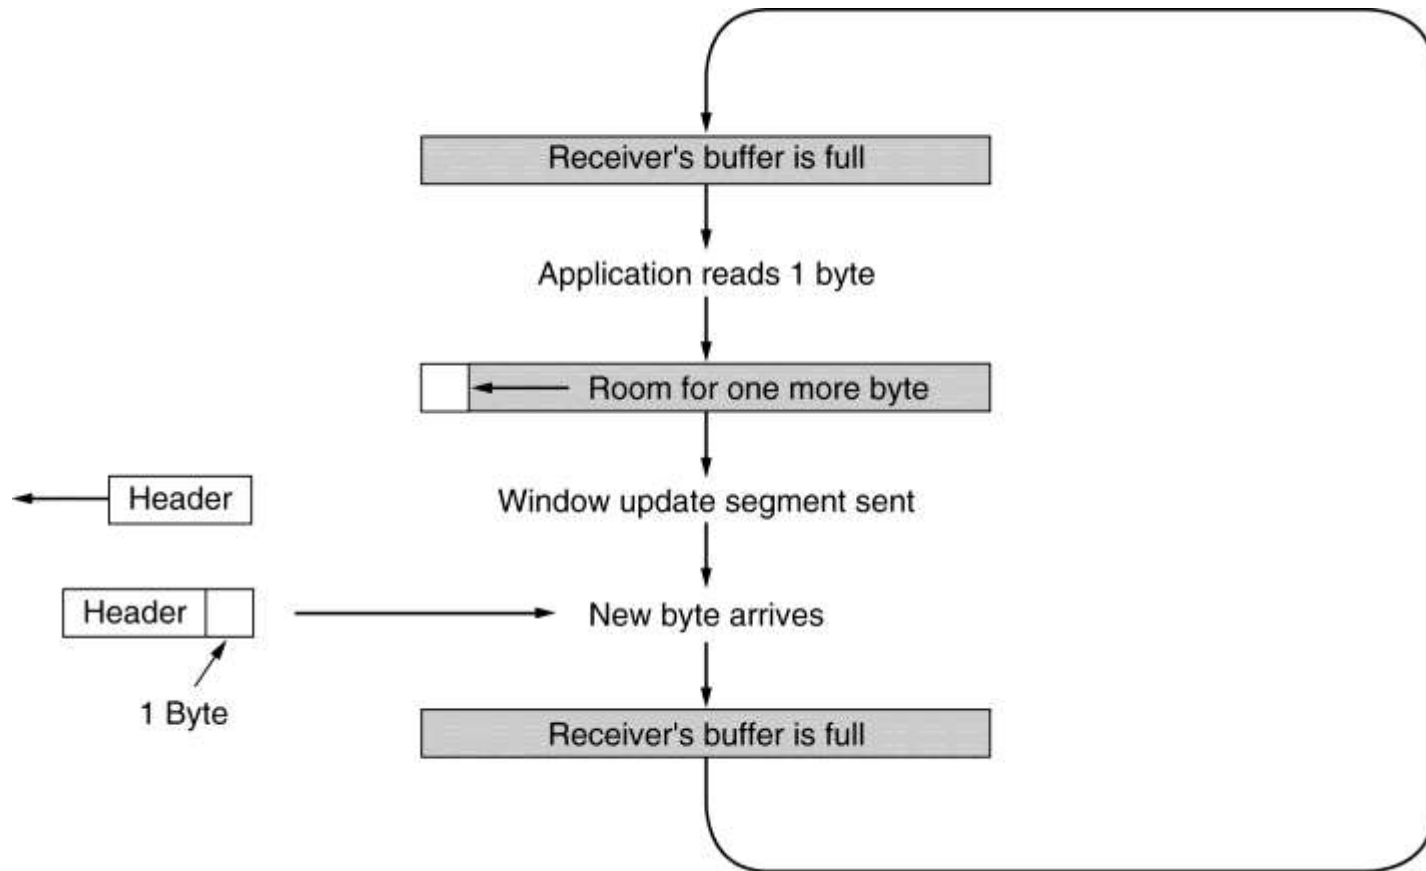 Receiver's buffer is full
Application reads 1 byte
Room for one more byte
Header
Window update segment sent
Header
New byte arrives
1 Byte
Receiver's buffer is full